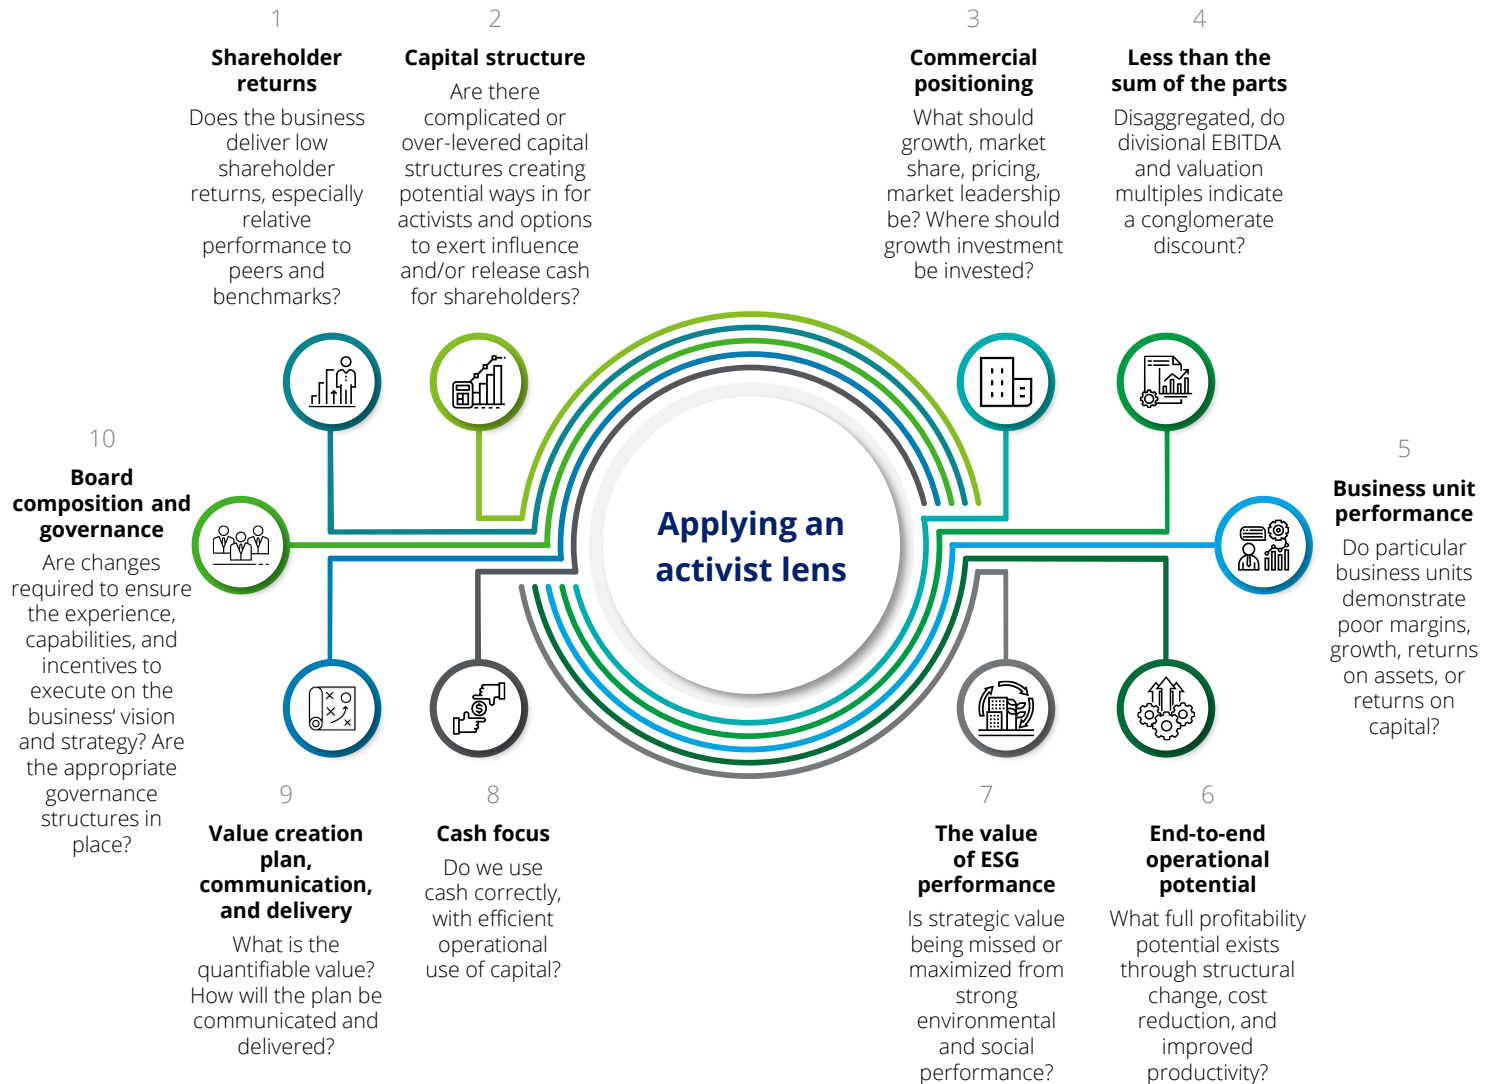 1
Shareholder
returns
Does the business
deliver low
shareholder
returns, especially
relative
performance to
peers and
benchmarks?
2
Capital structure
Are there
complicated or
over-levered capital
structures creating
potential ways in for
activists and options
to exert influence
and/or release cash
for shareholders?
3
Commercial
positioning
What should
growth, market
share, pricing,
market leadership
be? Where should
growth investment
be invested?
4
Less than the
sum of the parts
Disaggregated, do
divisional EBITDA
and valuation
multiples indicate
a conglomerate
discount?
5
Business unit
performance
Do particular
business units
demonstrate
poor margins,
growth, returns
on assets, or
returns on
capital?
Applying an
activist lens
10
Board
composition and
governance
Are changes
required to ensure
the experience,
capabilities, and
incentives to
execute on the
business‘ vision
and strategy? Are
the appropriate
governance
structures in
place?
9
Value creation
plan,
communication,
and delivery
What is the
quantifiable value?
How will the plan be
communicated and
delivered?
8
Cash focus
Do we use
cash correctly,
with efficient
operational
use of capital?
7
The value
of ESG
performance
Is strategic value
being missed or
maximized from
strong
environmental
and social
performance?
6
End-to-end
operational
potential
What full profitability
potential exists
through structural
change, cost
reduction, and
improved
productivity?